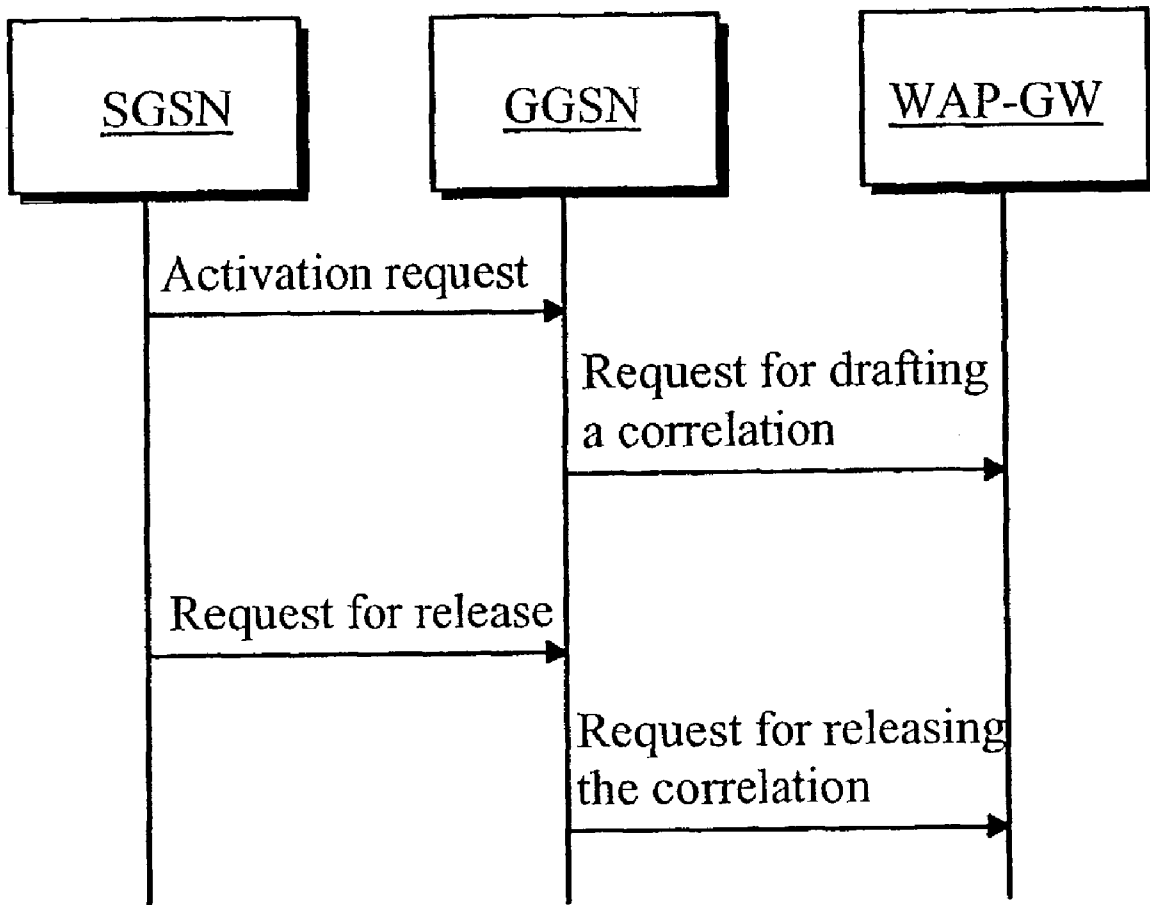 SGSN
GGSN
WAP-GW
Activation request
Request for drafting
a correlation
Request for release
Request for releasing
the correlation